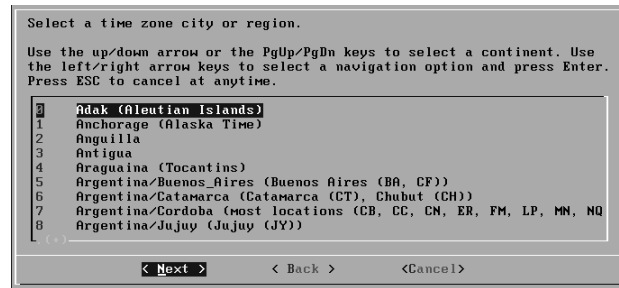 Select a time zone city or region.
Use the up/down arrow or the PgUp/PgDn keys to select a continent. Use
the left/right arrow keys to select a navigation option and press Enter.
Press ESC to cancel at anytime.
0 Adak (Aleutian Islands)
1 Anchorage (Alaska Time)
2 Anguilla
3 Antigua
4 Araguaina (Tocantins)
5 Argentina/Buenos_Aires (Buenos Aires (BA, CF))
6 Argentina/Catamarca (Catamarca (CT), Chubut (CH))
7 Argentina/Cordoba (most locations (CB, CC, CN, ER, FM, LP, MN, NQ
8 Argentina/Jujuy (Jujuy (JY))
(+)
< Next > < Back > <Cancel>